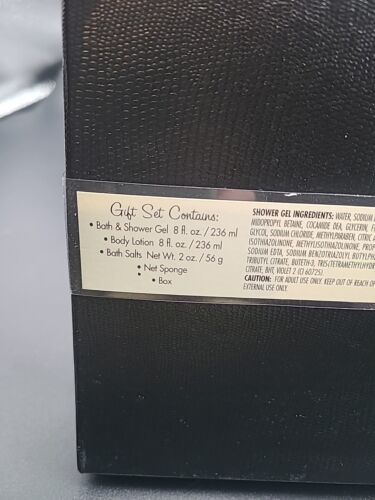 Gift Set Contains:
• Bath & Shower Gel 8 fl. oz. / 236 ml
• Body Lotion 8 fl. oz. / 236 ml
• Bath Salts Net Wt. 2 oz. / 56 g
• Net Sponge
• Box
SHOWER GEL INGREDIENTS: WATER, SODIUM
MIDOPROPYL BETAINE, COCAMIDE DEA, GLYCERIN,
GLYCOL, SODIUM CHLORIDE, METHYLPARABEN, CITRIC
ISOTHIAZOLINONE, METHYLISOTHIAZOLINONE,
SODIUM EDTA, SODIUM BENZOTRIAZOLYL BUTYLPH
TRIBUTYL CITRATE, BUTETH-3, TRIS(TETRAMETHYLHYDR
CITRATE, BHT, VIOLET 2 (CI 60725).
CAUTION: FOR ADULT USE ONLY. KEEP OUT OF REACH OF
EXTERNAL USE ONLY.